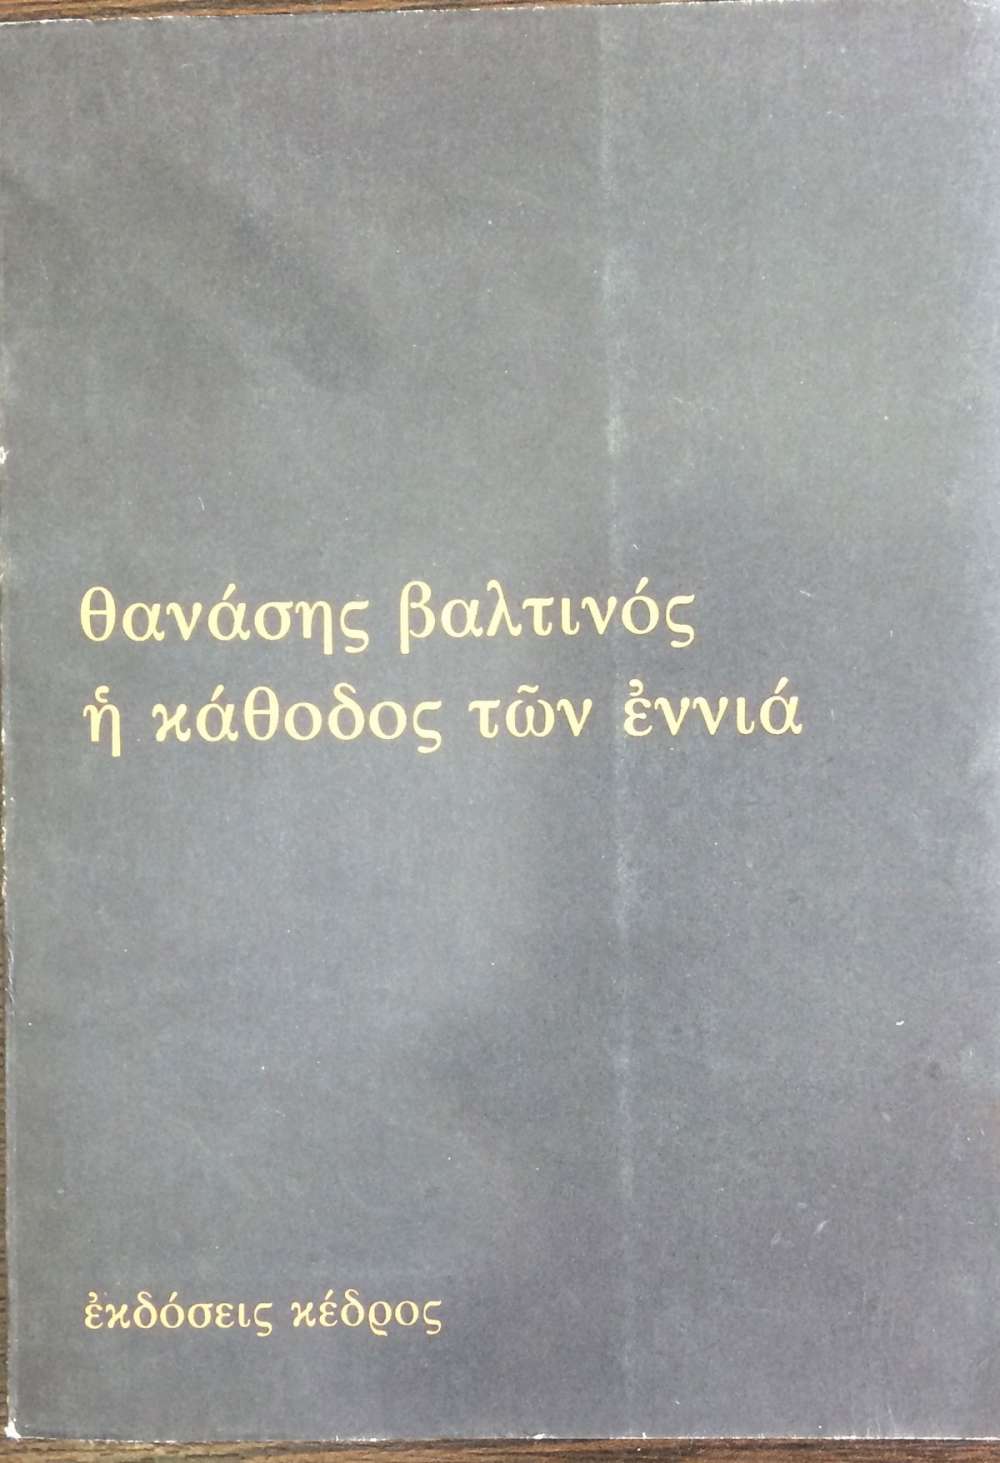 θανάσης βαλτινός
ἡ κάθοδος τῶν ἐννιά
ἐκδόσεις κέδρος